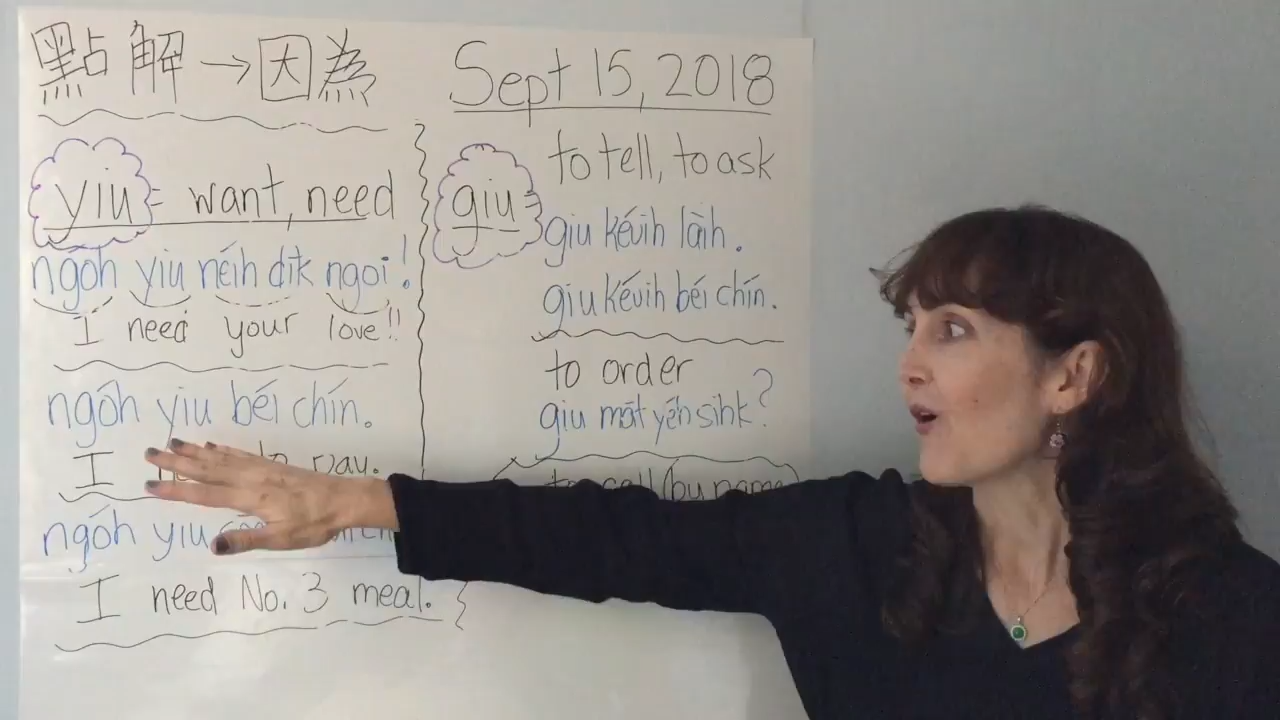 點解→因為
yiu = want, need
ngóh yiu néih dīk ngoi!
I need your love!!
ngóh yiu béi chín.
I pay.
ngóh yiu
I need No. 3 meal.
Sept 15, 2018
giu = to tell, to ask
giu kéuih làih.
giu kéuih béi chín.
to order
giu māt yéh sihk?
to call (by name)